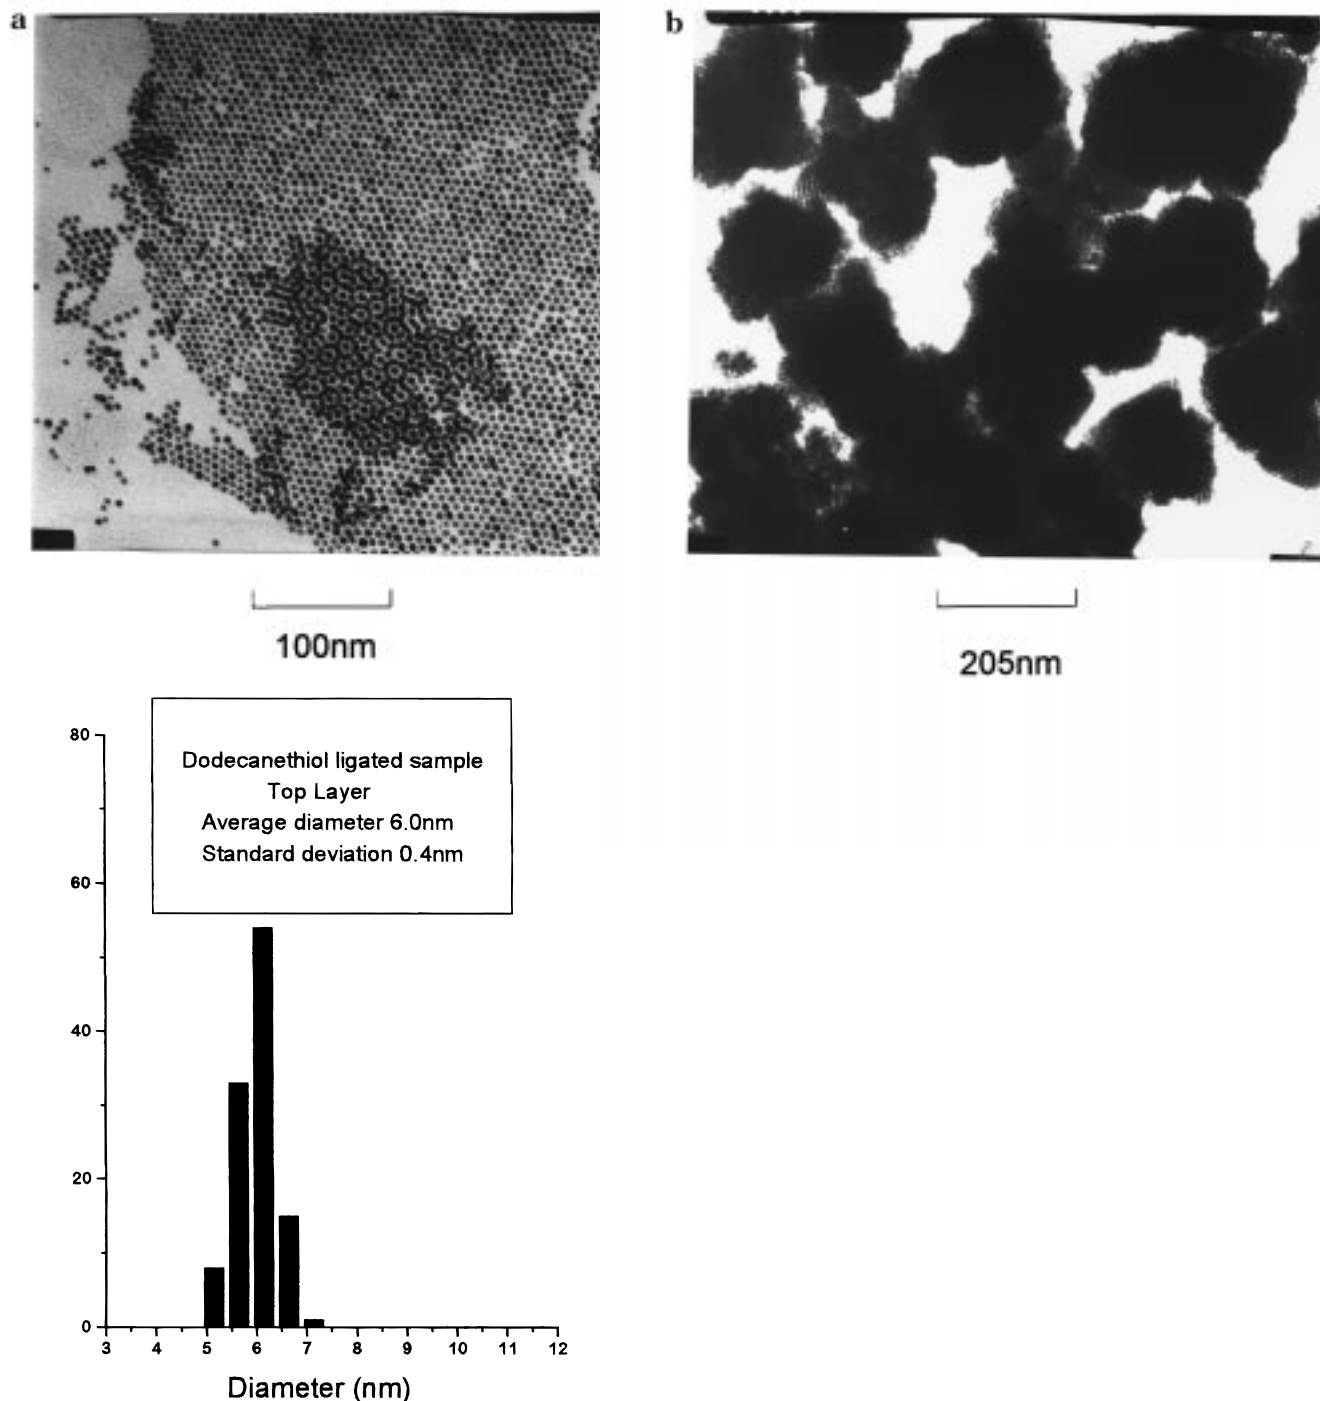 a
b
100nm
205nm
Dodecanethiol ligated sample
Top Layer
Average diameter 6.0nm
Standard deviation 0.4nm
80
60
40
20
0
3 4 5 6 7 8 9 10 11 12
Diameter (nm)